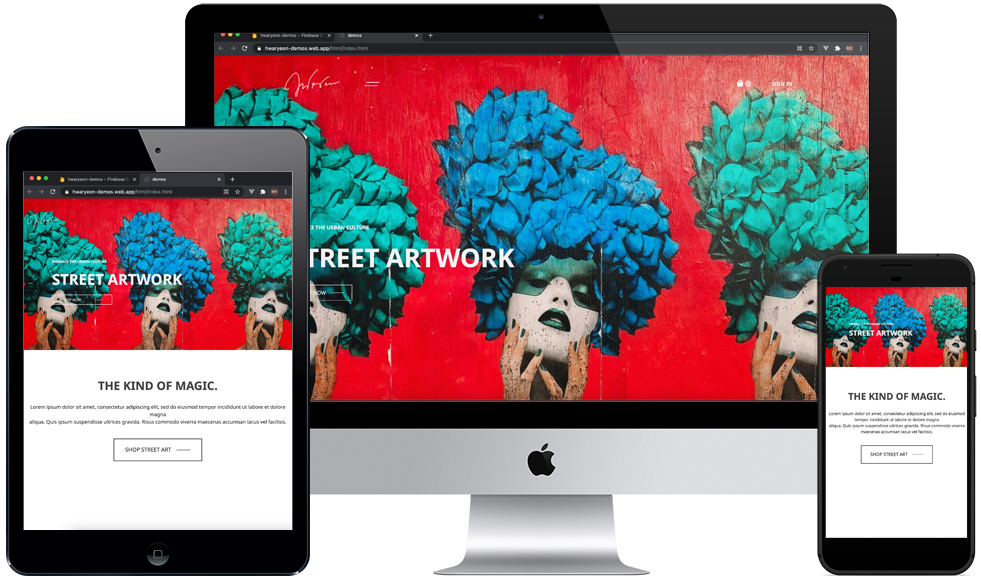 hwaryeon-demos – Firebase
demos
hwaryeon-demos.web.app/html/index.html
SIGN IN
THE URBAN CULTURE
TREET ARTWORK
NOW
hwaryeon-demos – Firebase
demos
hwaryeon-demos.web.app/html/index.html
EMBRACE THE URBAN CULTURE
STREET ARTWORK
SHOP NOW
THE KIND OF MAGIC.
Lorem ipsum dolor sit amet, consectetur adipiscing elit, sed do eiusmod tempor incididunt ut labore et dolore
magna
aliqua. Quis ipsum suspendisse ultrices gravida. Risus commodo viverra maecenas accumsan lacus vel facilisis.
SHOP STREET ART
STREET ARTWORK
THE KIND OF MAGIC.
Lorem ipsum dolor sit amet, consectetur adipiscing elit, sed do eiusmod
tempor incididunt ut labore et dolore magna
aliqua. Quis ipsum suspendisse ultrices gravida. Risus commodo viverra
maecenas accumsan lacus vel facilisis.
SHOP STREET ART